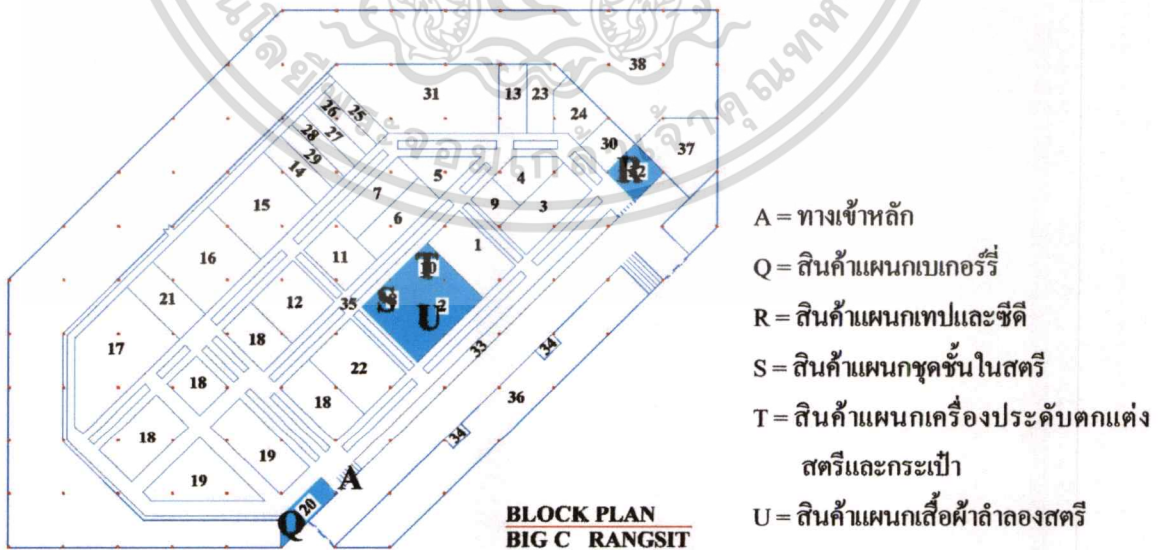 38
31
13
23
24
25
26
27
28
29
14
30
37
R
5
4
7
9
3
6
1
15
11
T
10
16
S
35
U
2
12
21
18
17
33
34
22
18
18
36
34
18
19
19
A
20
Q
BLOCK PLAN
BIG C RANGSIT
A = ทางเข้าหลัก
Q = สินค้าแผนกเบเกอร์รี่
R = สินค้าแผนกเทปและซีดี
S = สินค้าแผนกชุดชั้นในสตรี
T = สินค้าแผนกเครื่องประดับตกแต่ง
สตรีและกระเป๋า
U = สินค้าแผนกเสื้อผ้าลำลองสตรี